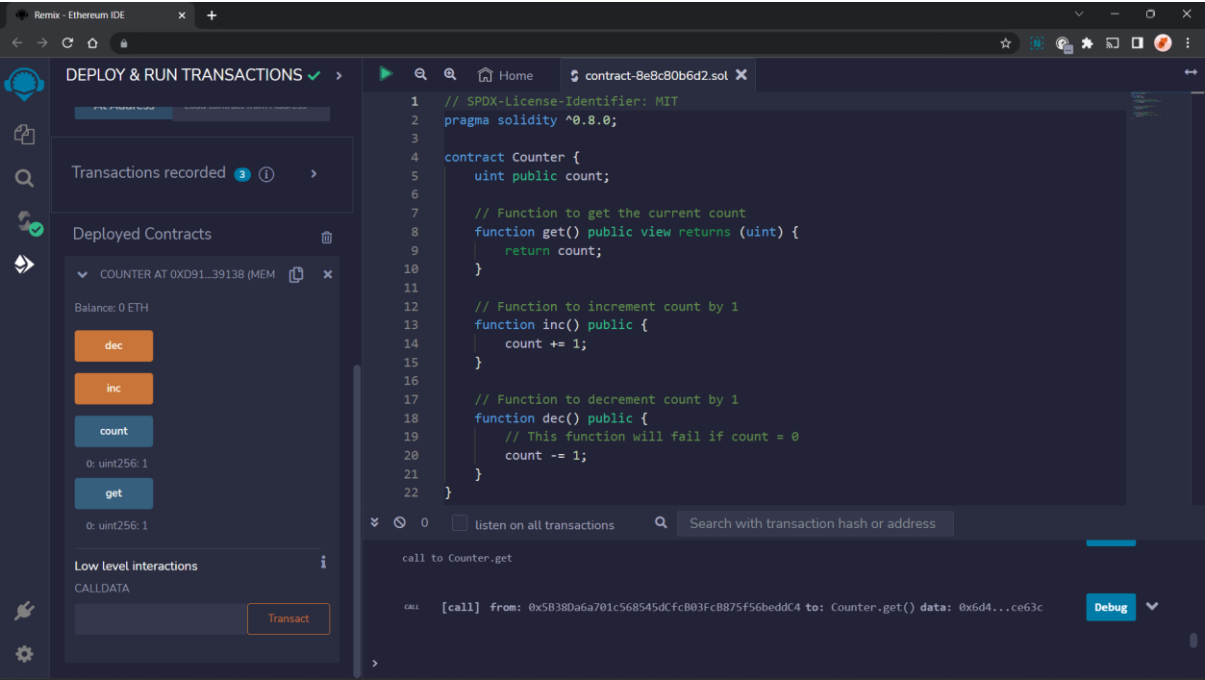 Remix - Ethereum IDE
DEPLOY & RUN TRANSACTIONS
At Address
Load contract from Address
Transactions recorded 3
Deployed Contracts
COUNTER AT 0XD91...39138 (MEM
Balance: 0 ETH
dec
inc
count
0: uint256: 1
get
0: uint256: 1
Low level interactions
CALLDATA
Transact
Home
contract-8e8c80b6d2.sol
1 // SPDX-License-Identifier: MIT
2 pragma solidity ^0.8.0;
3
4 contract Counter {
5 uint public count;
6
7 // Function to get the current count
8 function get() public view returns (uint) {
9 return count;
10 }
11
12 // Function to increment count by 1
13 function inc() public {
14 count += 1;
15 }
16
17 // Function to decrement count by 1
18 function dec() public {
19 // This function will fail if count = 0
20 count -= 1;
21 }
22 }
0 listen on all transactions Search with transaction hash or address
call to Counter.get
CALL [call] from: 0x5B38Da6a701c568545dCfcB03FcB875f56beddC4 to: Counter.get() data: 0x6d4...ce63c Debug
>